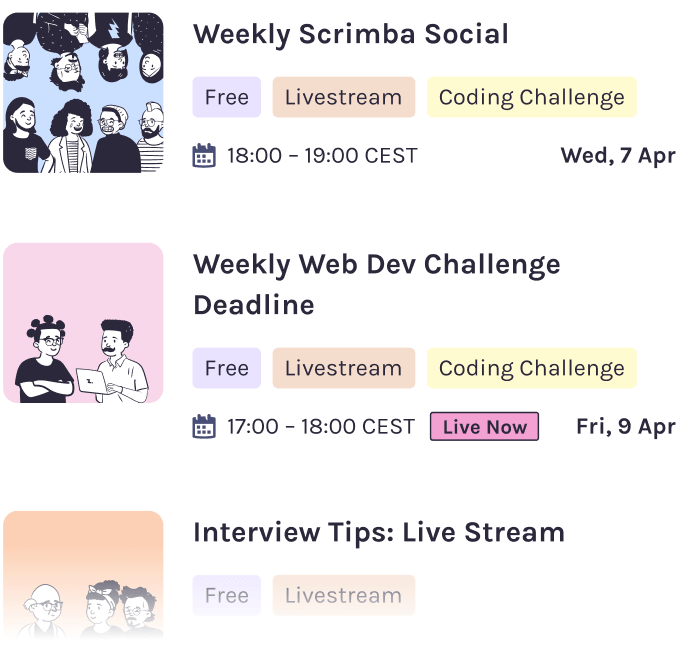 Weekly Scrimba Social
Free Livestream Coding Challenge
18:00 – 19:00 CEST Wed, 7 Apr
Weekly Web Dev Challenge
Deadline
Free Livestream Coding Challenge
17:00 – 18:00 CEST Live Now Fri, 9 Apr
Interview Tips: Live Stream
Free Livestream